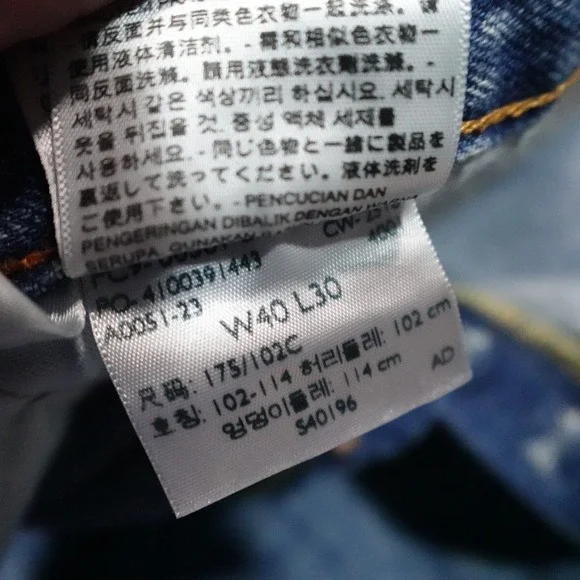 请反面并与同类色衣物一起洗涤。请
使用液体清洁剂。- 需和相似色衣物一
同反面洗滌。請用液態洗衣劑洗滌。-
세탁시 같은 색상끼리 하십시요. 세탁시
옷을 뒤집을 것. 중성 액체 세제를
사용하세요. - 同じ色物と一緒に製品を
裏返して洗ってください。液体洗剤を
ご使用下さい。- PENCUCIAN DAN
PENGERINGAN DIBALIK DENGAN
SERUPA.
PO- 4100391443
A0051-23
W40 L30
尺码: 175/102C
호칭: 102-114 허리둘레: 102 cm
엉덩이둘레: 114 cm AD
S40196